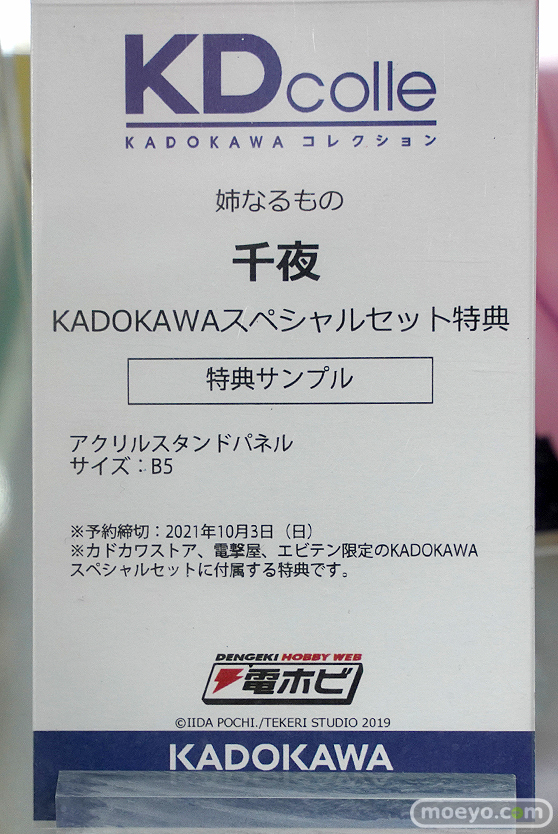 KDcolle
KADOKAWA コレクション
姉なるもの
千夜
KADOKAWAスペシャルセット特典
特典サンプル
アクリルスタンドパネル
サイズ：B5
※予約締切：2021年10月3日（日）
※カドカワストア、電撃屋、エビテン限定のKADOKAWA
スペシャルセットに付属する特典です。
DENGEKI HOBBY WEB
電ホビ
©IIDA POCHI./TEKERI STUDIO 2019
KADOKAWA
moeyo.com